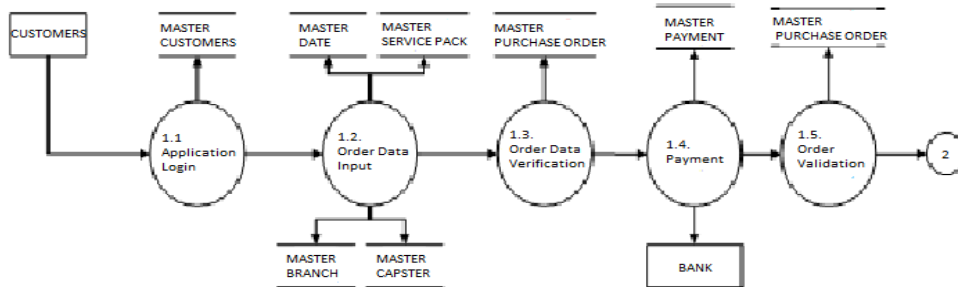 CUSTOMERS
MASTER
CUSTOMERS
MASTER
DATE
MASTER
SERVICE PACK
MASTER
PURCHASE ORDER
MASTER
PAYMENT
MASTER
PURCHASE ORDER
1.1
Application
Login
1.2.
Order Data
Input
1.3.
Order Data
Verification
1.4.
Payment
1.5.
Order
Validation
2
MASTER
BRANCH
MASTER
CAPSTER
BANK